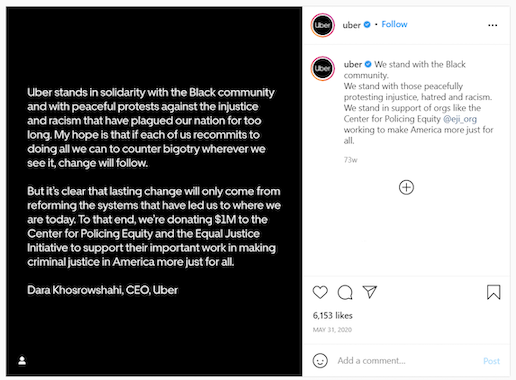 Uber stands in solidarity with the Black community
and with peaceful protests against the injustice
and racism that have plagued our nation for too
long. My hope is that if each of us recommits to
doing all we can to counter bigotry wherever we
see it, change will follow.
But it's clear that lasting change will only come from
reforming the systems that have led us to where we
are today. To that end, we're donating $1M to the
Center for Policing Equity and the Equal Justice
Initiative to support their important work in making
criminal justice in America more just for all.
Dara Khosrowshahi, CEO, Uber
Uber
uber • Follow
Uber
uber We stand with the Black
community.
We stand with those peacefully
protesting injustice, hatred and racism.
We stand in support of orgs like the
Center for Policing Equity @eji_org
working to make America more just for
all.
73w
6,153 likes
MAY 31, 2020
Add a comment...
Post